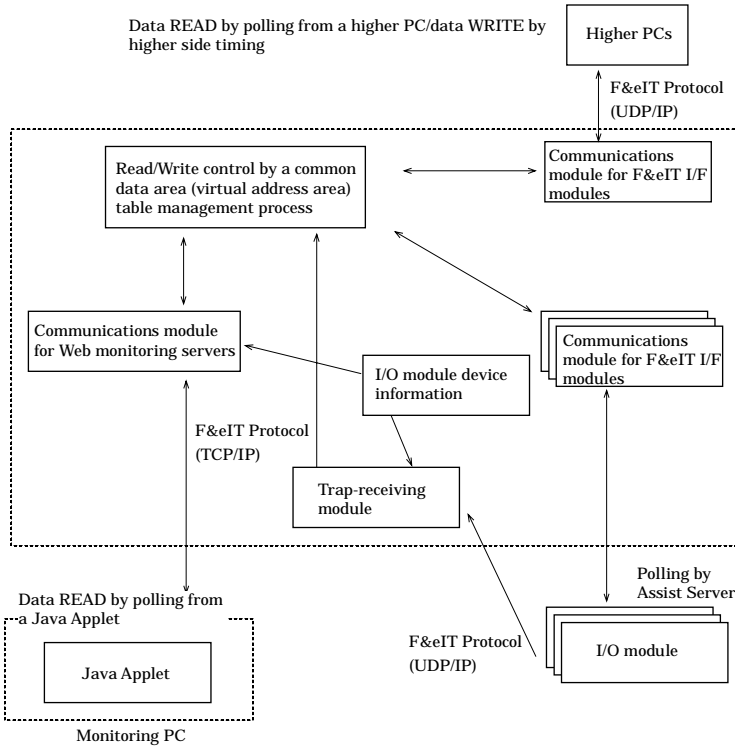 Data READ by polling from a higher PC/data WRITE by
higher side timing
Higher PCs
F&eIT Protocol
(UDP/IP)
Read/Write control by a common
data area (virtual address area)
table management process
Communications
module for F&eIT I/F
modules
Communications module
for Web monitoring servers
I/O module device
information
Communications
module for F&eIT I/F
modules
F&eIT Protocol
(TCP/IP)
Trap-receiving
module
Data READ by polling from
a Java Applet
Java Applet
Monitoring PC
F&eIT Protocol
(UDP/IP)
Polling by
Assist Server
I/O module